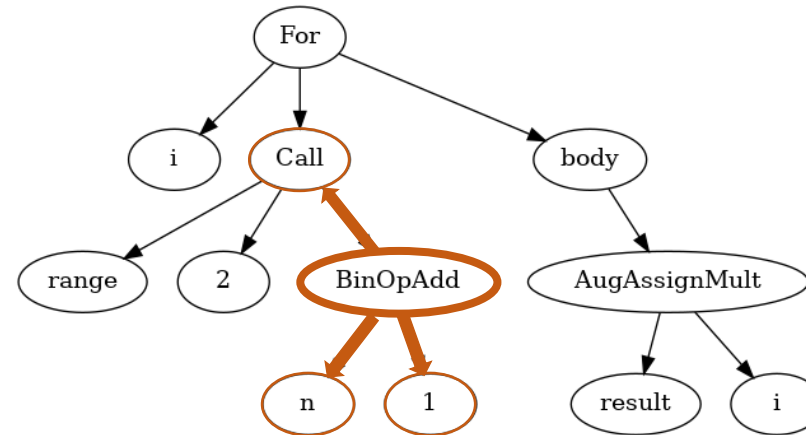 For
i
Call
body
range
2
BinOpAdd
AugAssignMult
n
1
result
i